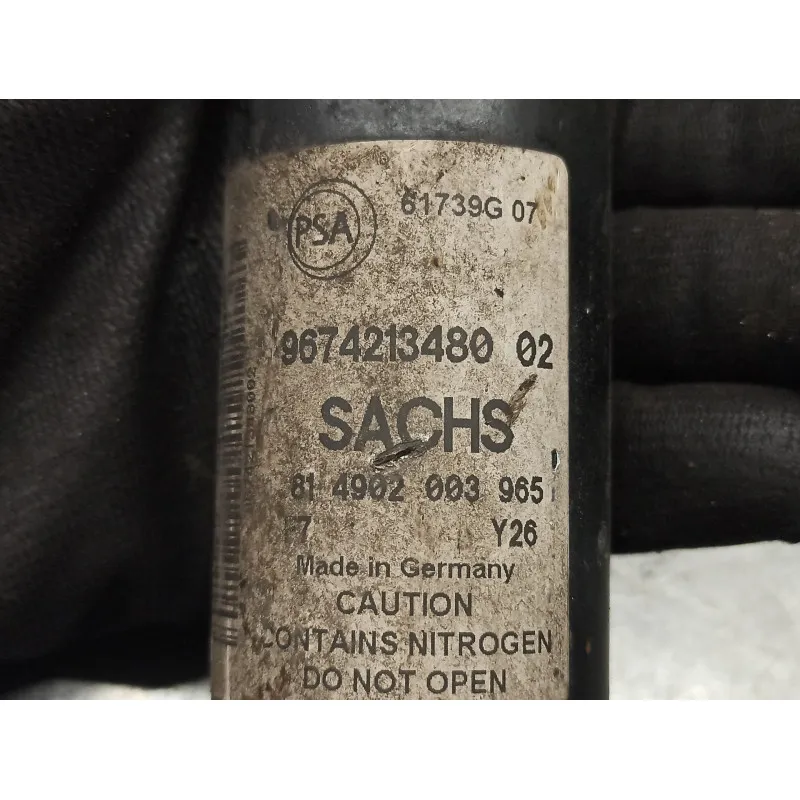 PSA
61739G 07
9674213480 02
SACHS
81 4902 003 965
F7 Y26
Made in Germany
CAUTION
CONTAINS NITROGEN
DO NOT OPEN